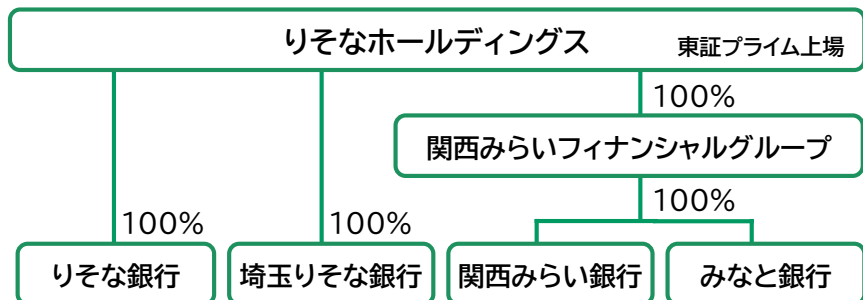 りそなホールディングス 東証プライム上場
100%
関西みらいフィナンシャルグループ
100% 100% 100%
りそな銀行 埼玉りそな銀行 関西みらい銀行 みなと銀行